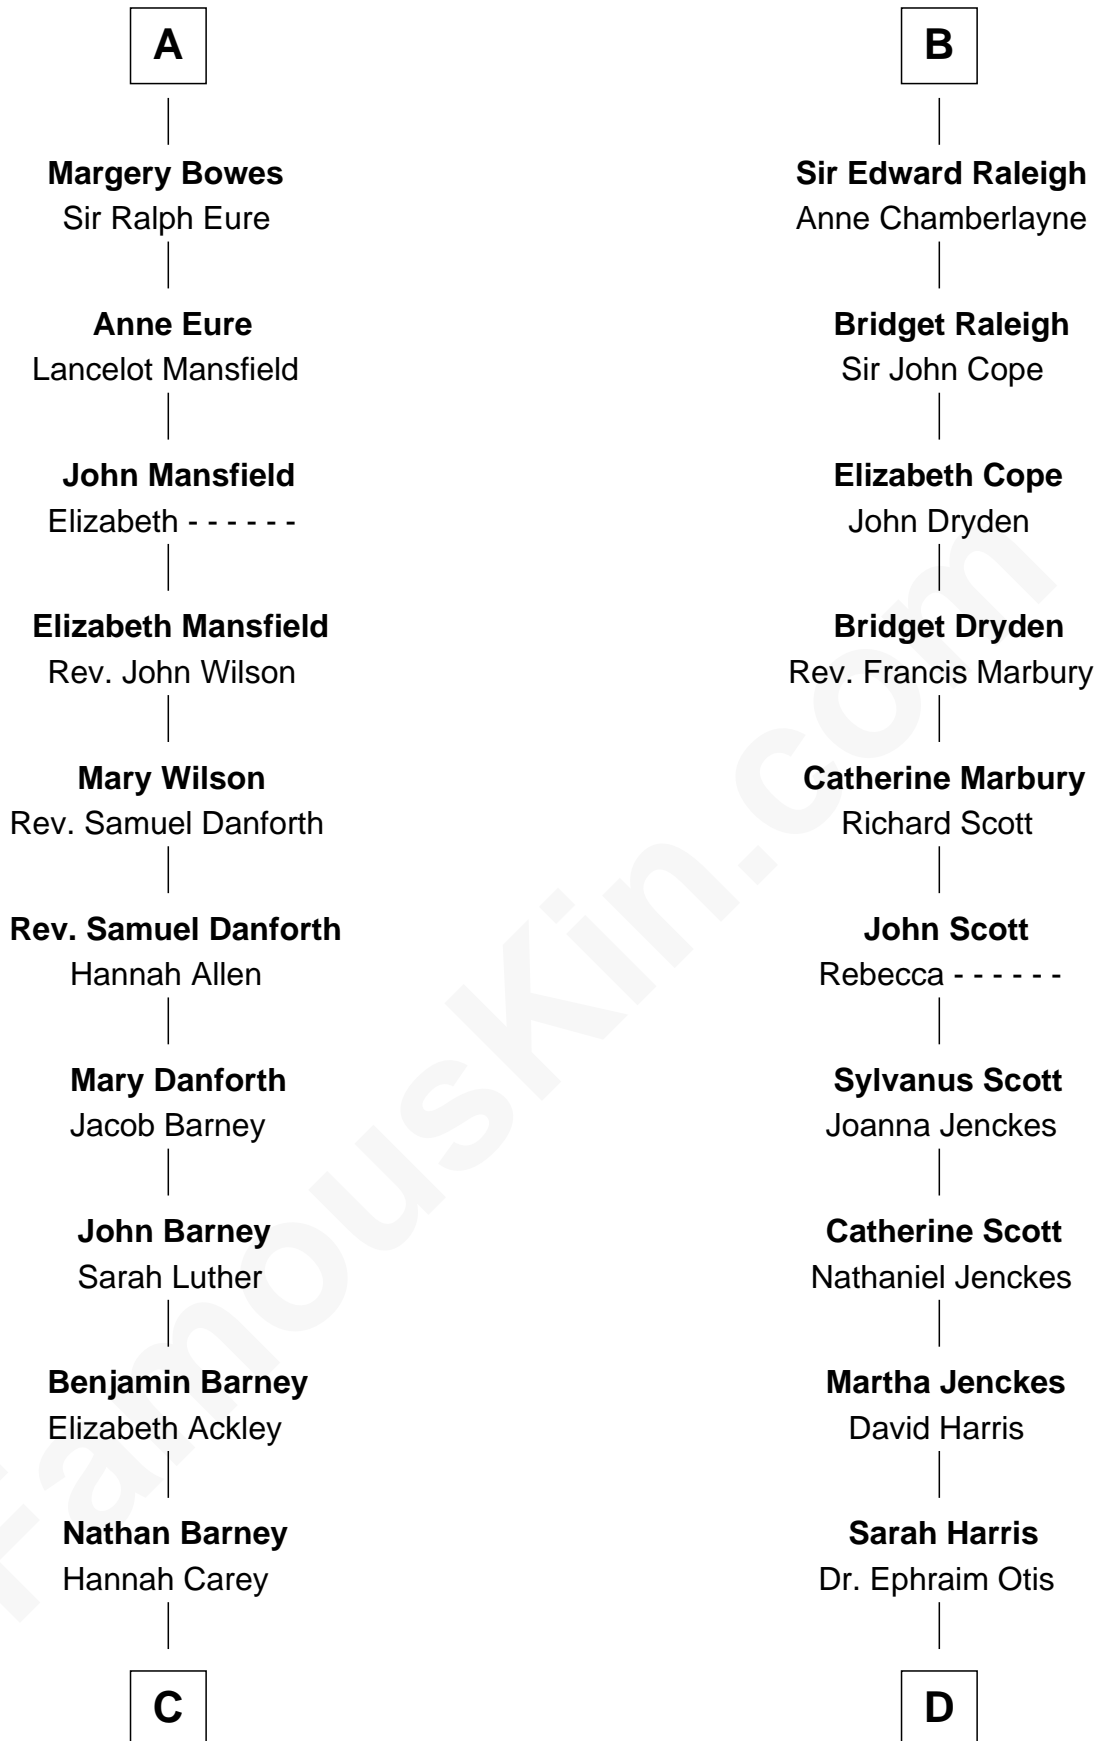 A
Margery Bowes
Sir Ralph Eure
Anne Eure
Lancelot Mansfield
John Mansfield
Elizabeth - - - - - -
Elizabeth Mansfield
Rev. John Wilson
Mary Wilson
Rev. Samuel Danforth
Rev. Samuel Danforth
Hannah Allen
Mary Danforth
Jacob Barney
John Barney
Sarah Luther
Benjamin Barney
Elizabeth Ackley
Nathan Barney
Hannah Carey
C
B
Sir Edward Raleigh
Anne Chamberlayne
Bridget Raleigh
Sir John Cope
Elizabeth Cope
John Dryden
Bridget Dryden
Rev. Francis Marbury
Catherine Marbury
Richard Scott
John Scott
Rebecca - - - - - -
Sylvanus Scott
Joanna Jenckes
Catherine Scott
Nathaniel Jenckes
Martha Jenckes
David Harris
Sarah Harris
Dr. Ephraim Otis
D
FamousKin.com